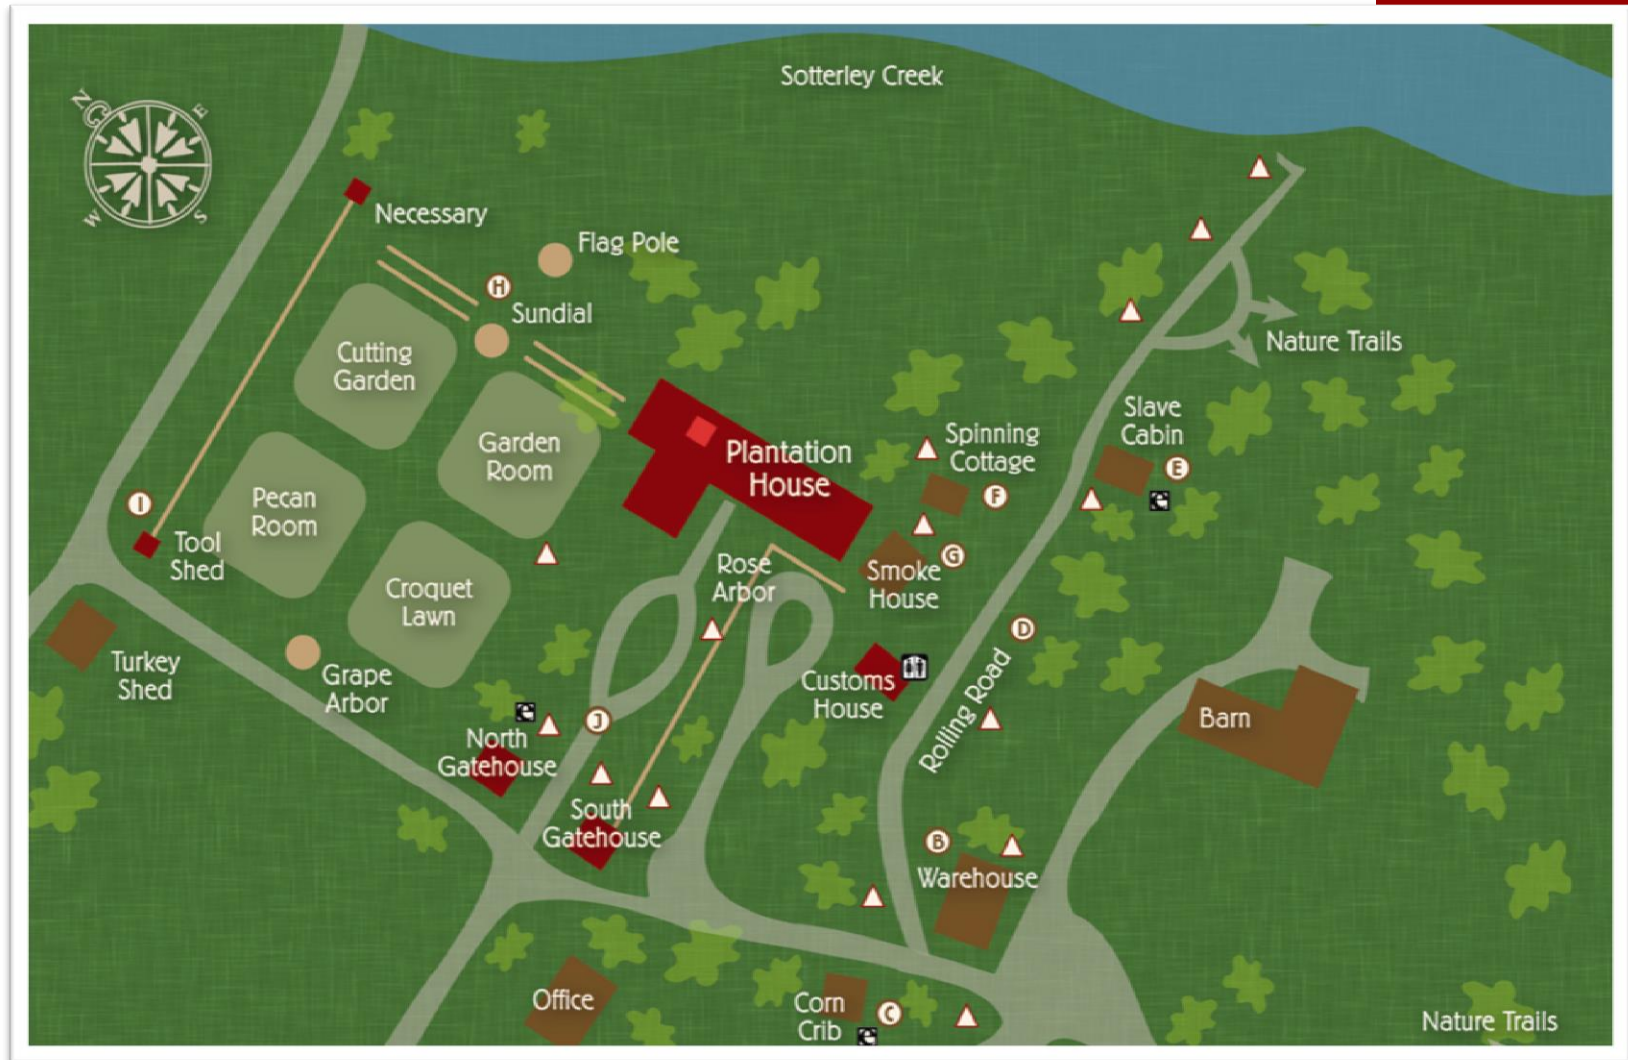 Sotterley Creek
N
E
W
S
Necessary
Flag Pole
H
Sundial
Nature Trails
Cutting
Garden
Garden
Room
Plantation
House
Spinning
Cottage
F
Slave
Cabin
E
I
Pecan
Room
Tool
Shed
Croquet
Lawn
Rose
Arbor
Smoke
House
G
D
Rolling Road
Turkey
Shed
Grape
Arbor
Customs
House
Barn
North
Gatehouse
J
South
Gatehouse
B
Warehouse
Office
Corn
Crib
C
Nature Trails